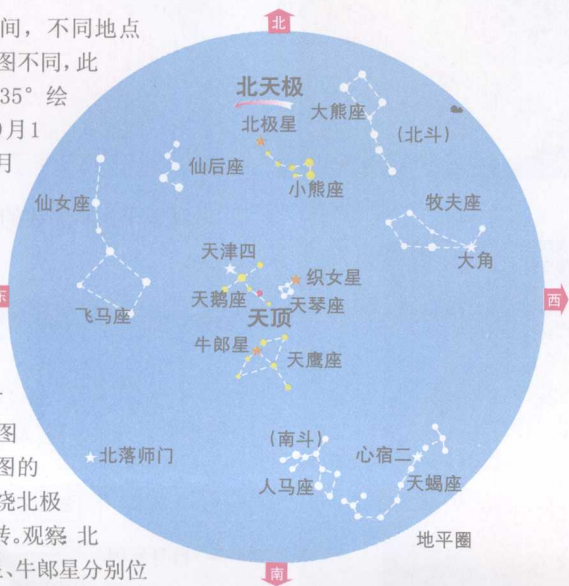 间，不同地点
图不同，此
35°绘
9月1
月
图
图的
绕北极
转。观察：北
、牛郎星分别位
北
北天极
北极星
大熊座
(北斗)
仙后座
小熊座
仙女座
牧夫座
大角
天津四
织女星
天鹅座
天琴座
东
西
飞马座
天顶
牛郎星
天鹰座
北落师门
(南斗)
心宿二
人马座
天蝎座
地平圈
南